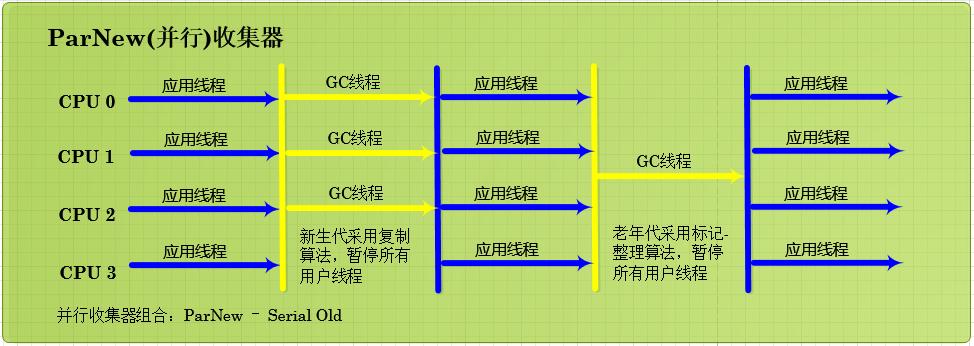 ParNew(并行)收集器
应用线程
GC线程
应用线程
应用线程
CPU 0
应用线程
GC线程
应用线程
应用线程
CPU 1
GC线程
应用线程
GC线程
应用线程
应用线程
CPU 2
新生代采用复制
算法，暂停所有
用户线程
老年代采用标记-
整理算法，暂停
所有用户线程
应用线程
应用线程
应用线程
CPU 3
并行收集器组合：ParNew - Serial Old